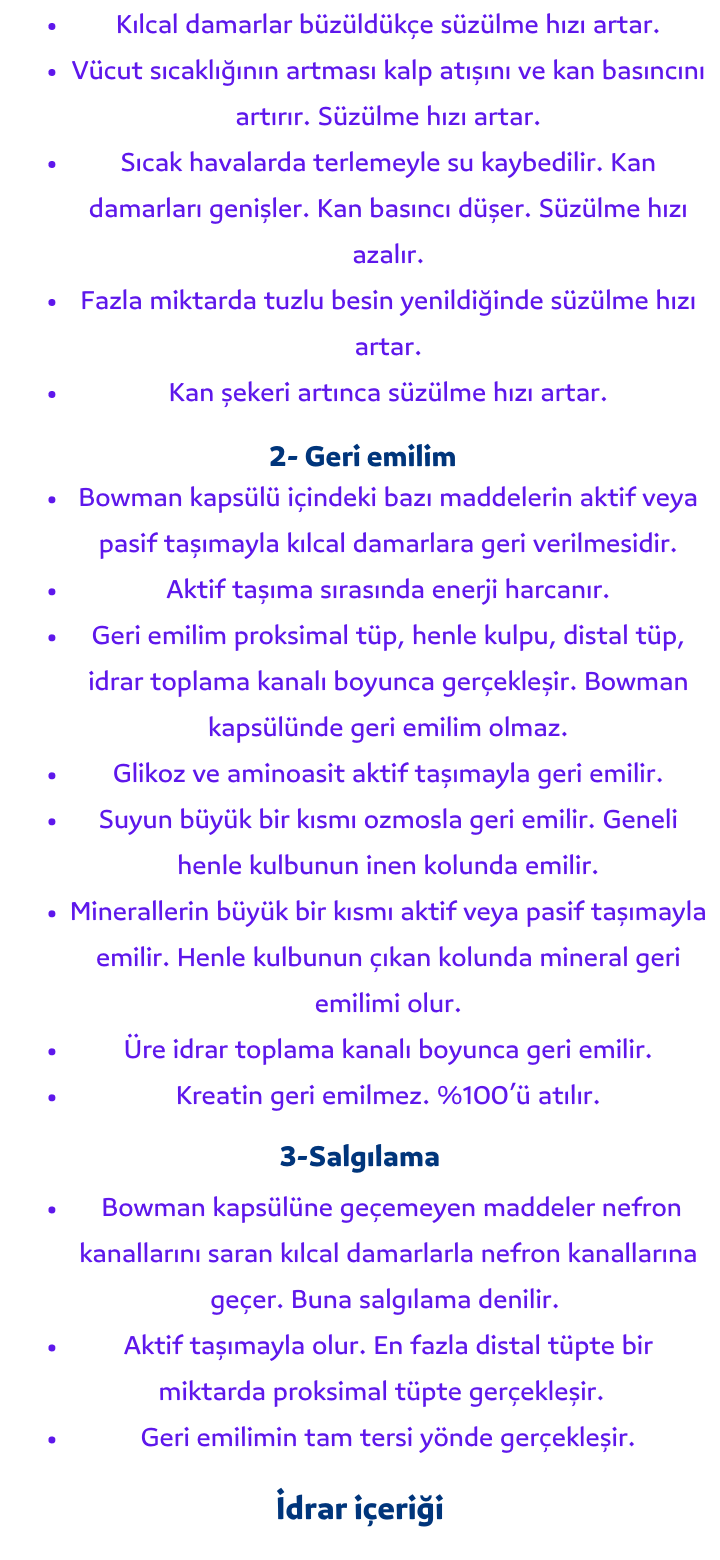 • Kılcal damarlar büzüldükçe süzülme hızı artar.
• Vücut sıcaklığının artması kalp atışını ve kan basıncını
artırır. Süzülme hızı artar.
• Sıcak havalarda terlemeyle su kaybedilir. Kan
damarları genişler. Kan basıncı düşer. Süzülme hızı
azalır.
• Fazla miktarda tuzlu besin yenildiğinde süzülme hızı
artar.
• Kan şekeri artınca süzülme hızı artar.
2- Geri emilim
• Bowman kapsülü içindeki bazı maddelerin aktif veya
pasif taşımayla kılcal damarlara geri verilmesidir.
• Aktif taşıma sırasında enerji harcanır.
• Geri emilim proksimal tüp, henle kulpu, distal tüp,
idrar toplama kanalı boyunca gerçekleşir. Bowman
kapsülünde geri emilim olmaz.
• Glikoz ve aminoasit aktif taşımayla geri emilir.
• Suyun büyük bir kısmı ozmosla geri emilir. Geneli
henle kulbunun inen kolunda emilir.
• Minerallerin büyük bir kısmı aktif veya pasif taşımayla
emilir. Henle kulbunun çıkan kolunda mineral geri
emilimi olur.
• Üre idrar toplama kanalı boyunca geri emilir.
• Kreatin geri emilmez. %100’ü atılır.
3-Salgılama
• Bowman kapsülüne geçemeyen maddeler nefron
kanallarını saran kılcal damarlarla nefron kanallarına
geçer. Buna salgılama denilir.
• Aktif taşımayla olur. En fazla distal tüpte bir
miktarda proksimal tüpte gerçekleşir.
• Geri emilimin tam tersi yönde gerçekleşir.
İdrar içeriği